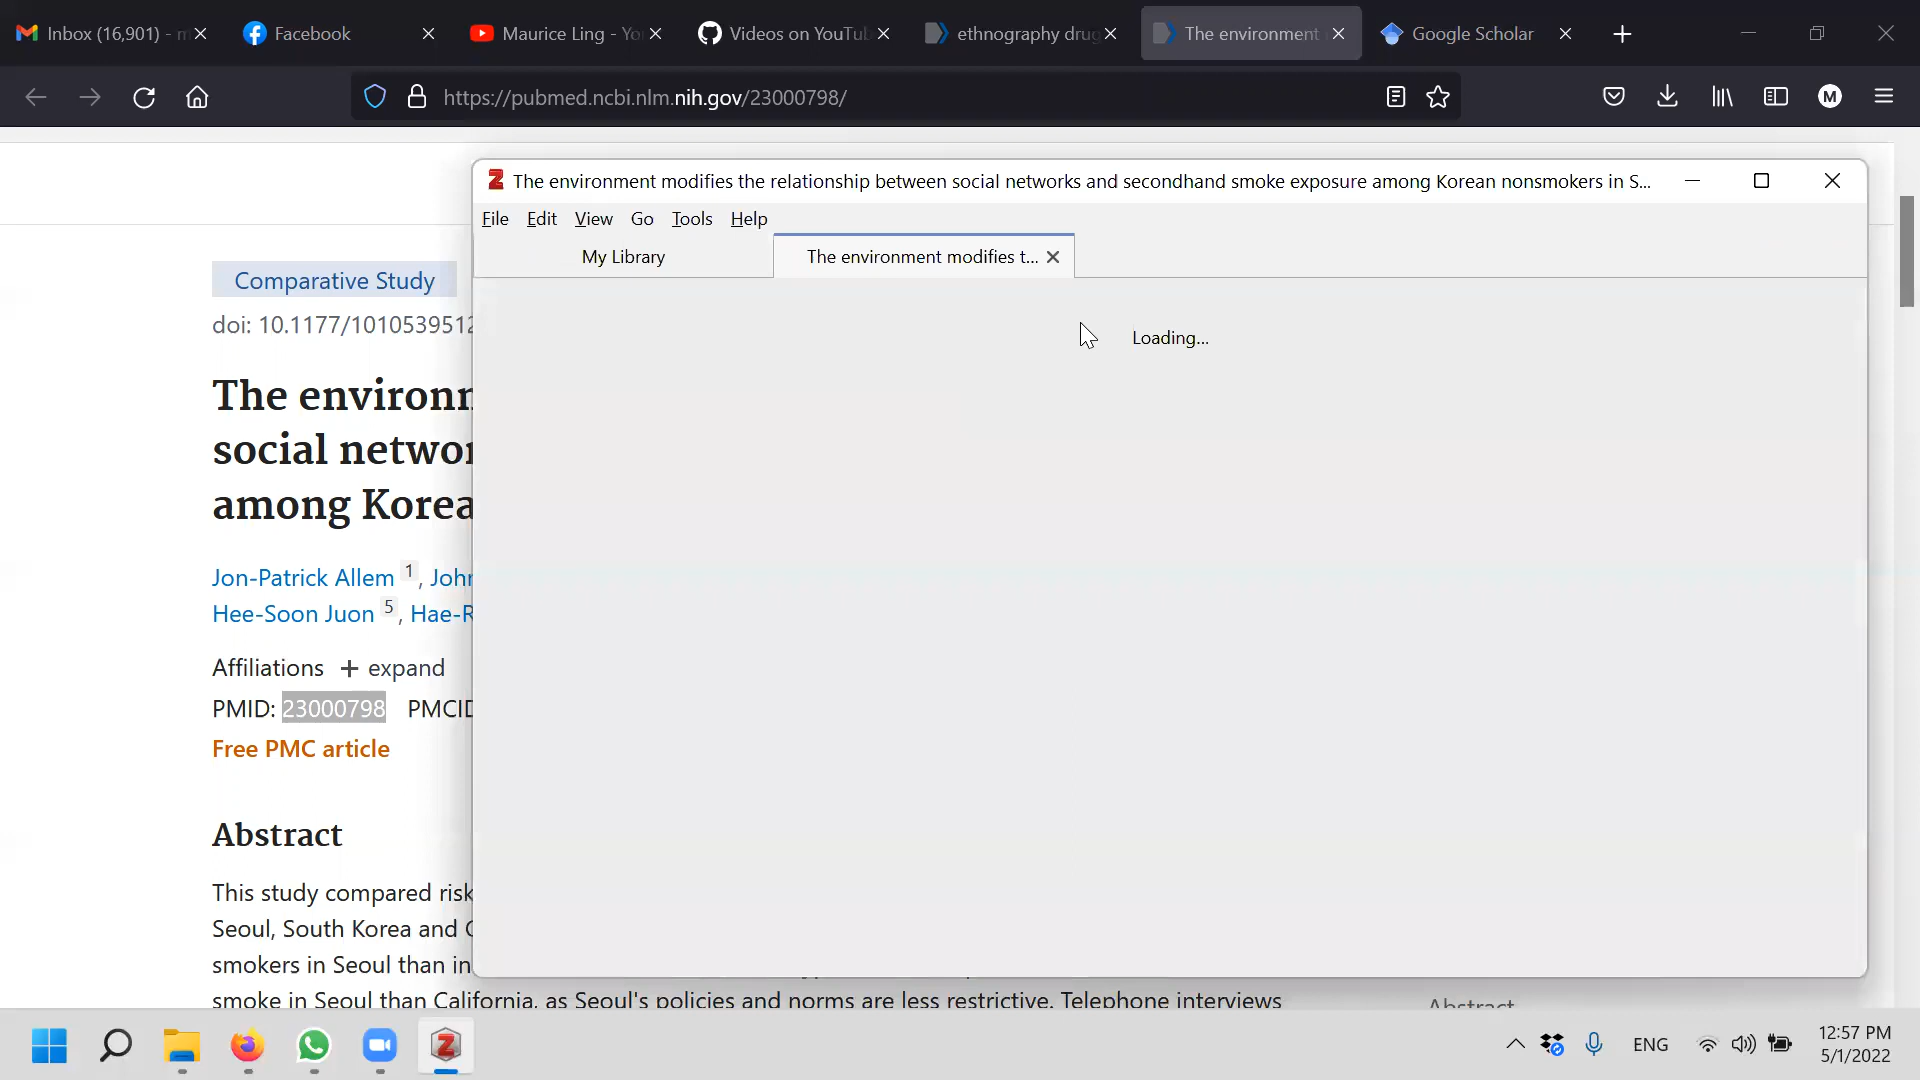 Inbox (16,901) - m
Facebook
Maurice Ling - Yo
Videos on YouTu
ethnography drug
The environment
Google Scholar
https://pubmed.ncbi.nlm.nih.gov/23000798/
M
Z The environment modifies the relationship between social networks and secondhand smoke exposure among Korean nonsmokers in S...
File Edit View Go Tools Help
My Library
The environment modifies t...
Loading...
Comparative Study
doi: 10.1177/101053951
The environm
social networ
among Korea
Jon-Patrick Allem 1, John
Hee-Soon Juon 5, Hae-R
Affiliations + expand
PMID: 23000798 PMCID
Free PMC article
Abstract
This study compared risk
Seoul, South Korea and C
smokers in Seoul than in
smoke in Seoul than California, as Seoul's policies and norms are less restrictive. Telephone interviews
Abstract
Z
ENG
12:57 PM
5/1/2022